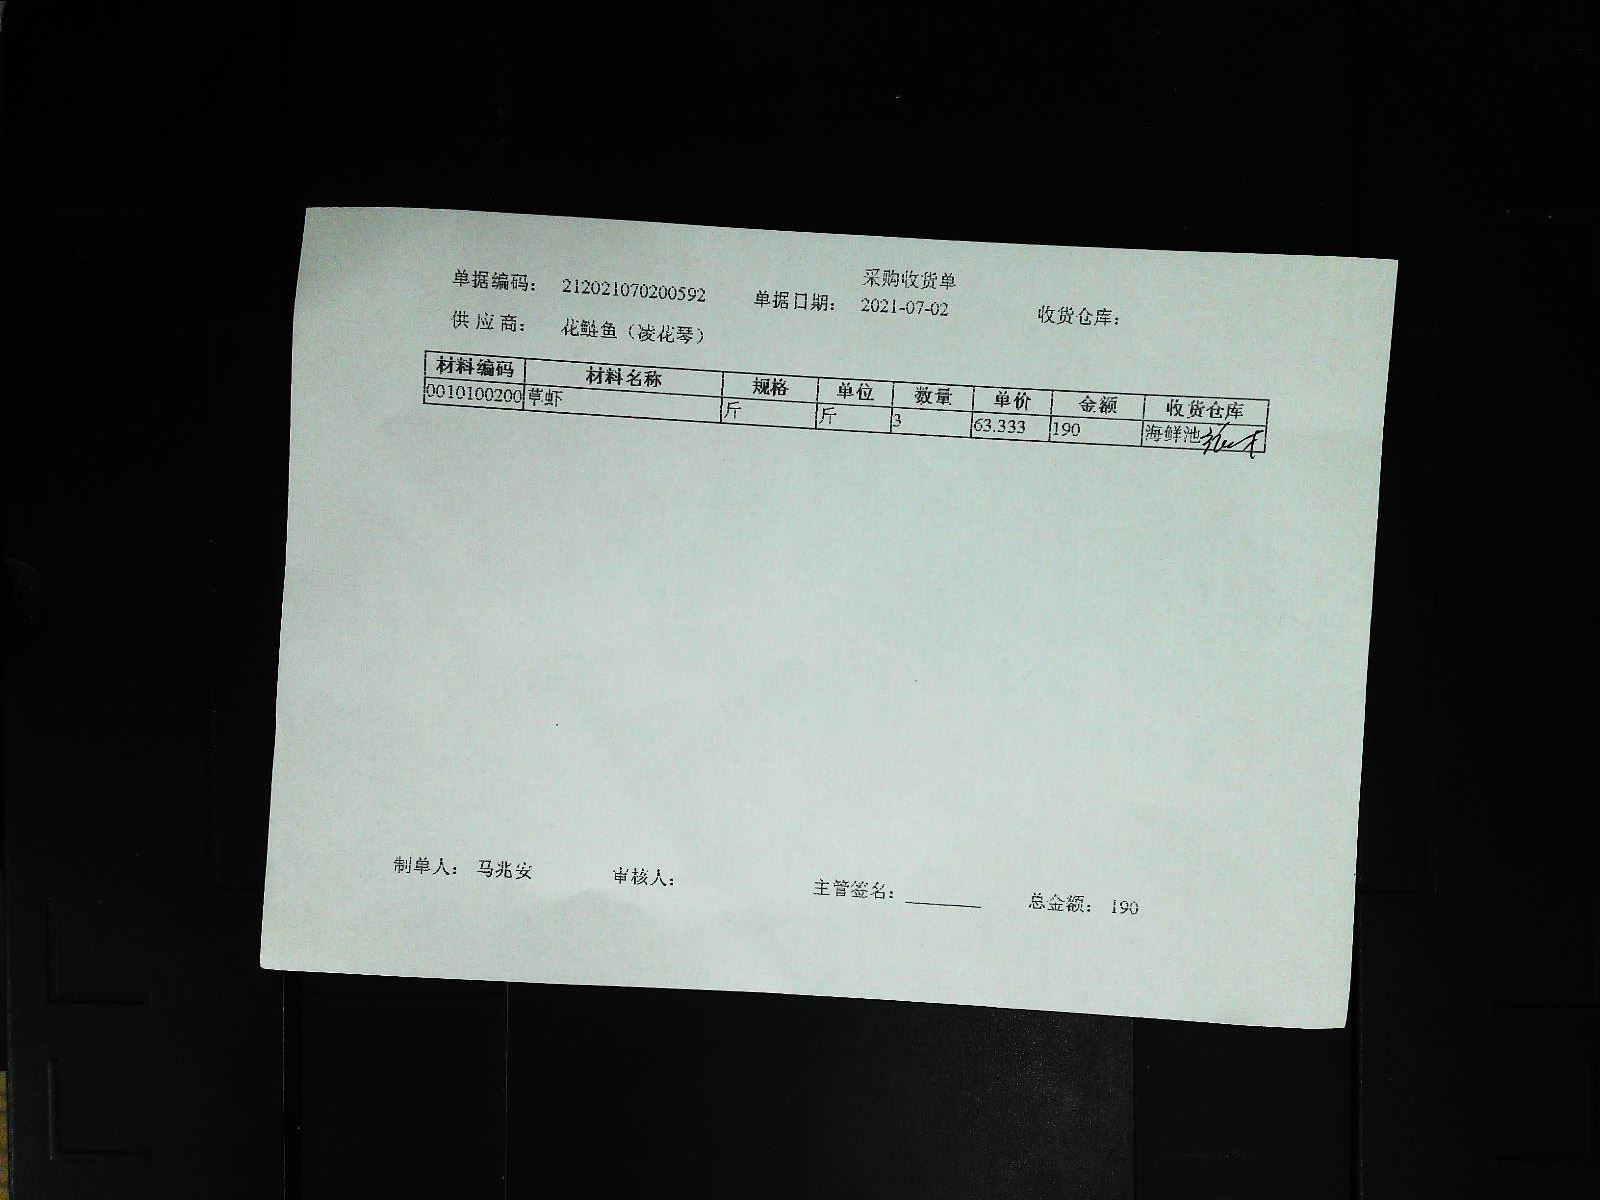 采购收货单
单据编码： 212021070200592 单据日期： 2021-07-02 收货仓库：
供 应 商： 花鲢鱼（凌花琴）
材料编码 材料名称 规格 单位 数量 单价 金额 收货仓库
0010100200 草虾 斤 斤 3 63.333 190 海鲜池
制单人： 马兆安 审核人： 主管签名：________ 总金额： 190